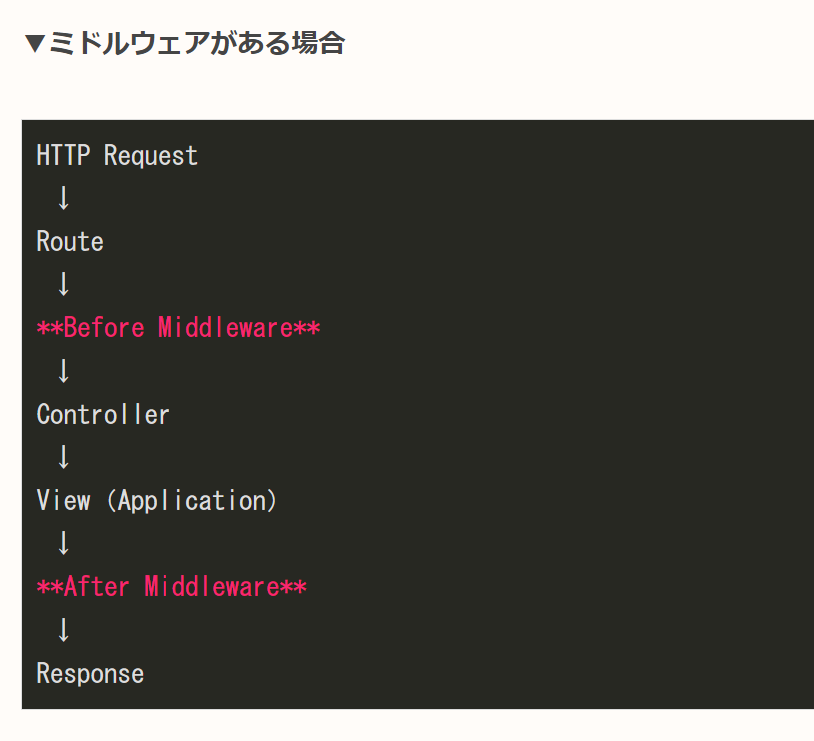 ▼ミドルウェアがある場合
HTTP Request
↓
Route
↓
**Before Middleware**
↓
Controller
↓
View (Application)
↓
**After Middleware**
↓
Response